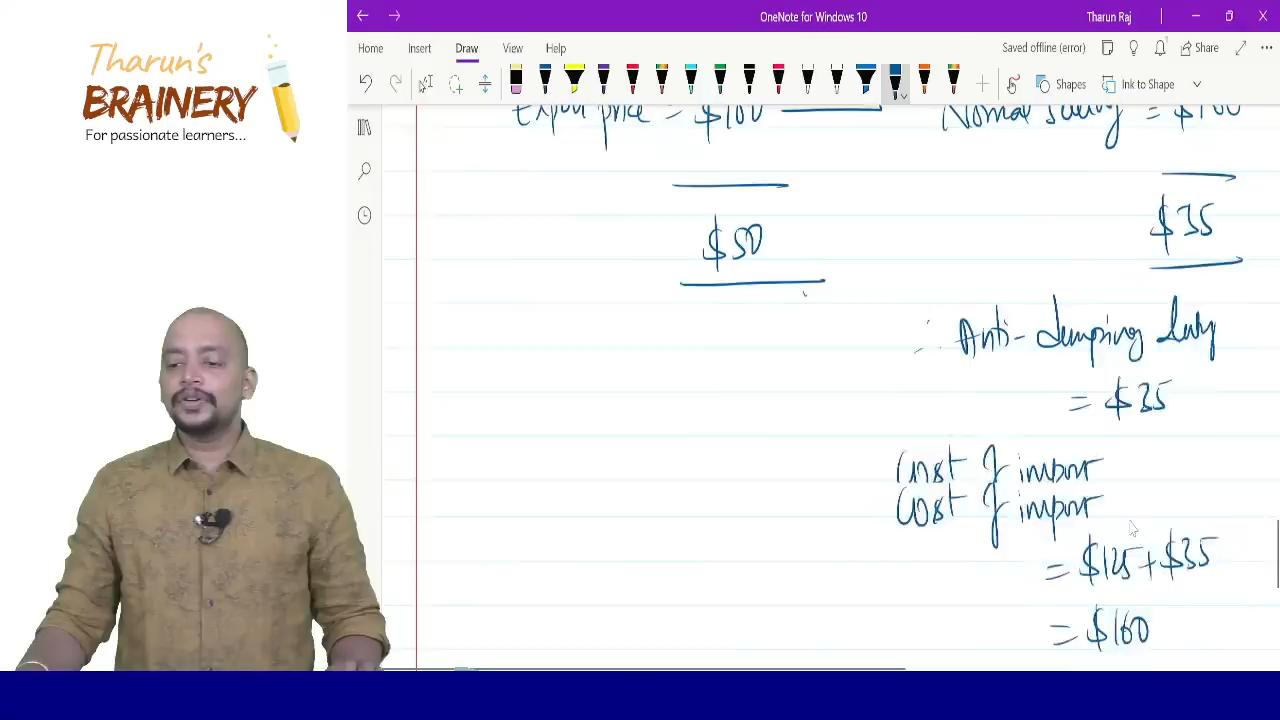 Tharun's
BRAINERY
For passionate learners...
OneNote for Windows 10
Tharun Raj
Home Insert Draw View Help
Saved offline (error)
Share
Shapes
Ink to Shape
Export price = $100
= $100
$50
$35
∴ Anti-dumping duty
= $35
Cost of import
Cost of import
= $125 + $35
= $160